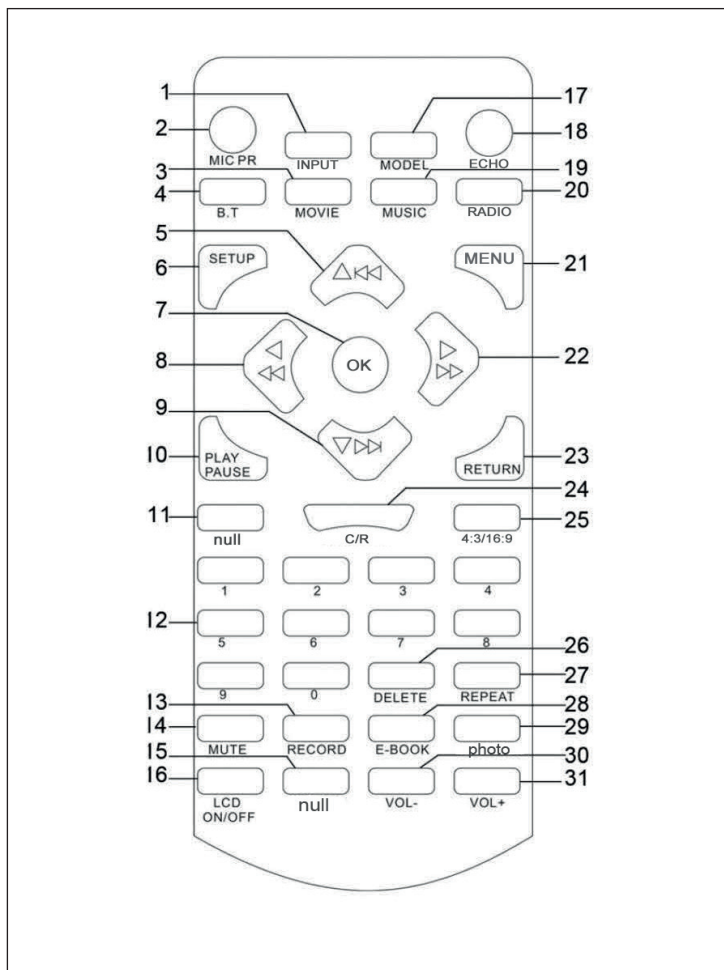 1 17
2 18
MIC PR INPUT MODEL ECHO
3 19
4 20
B.T MOVIE MUSIC RADIO
5
6 SETUP MENU 21
7
8 OK 22
9
10 PLAY PAUSE RETURN 23
24
11 25
null C/R 4:3/16:9
1 2 3 4
12
5 6 7 8
26
27
9 0 DELETE REPEAT
13 28
14 29
MUTE RECORD E-BOOK photo
15 30
16 31
LCD ON/OFF null VOL- VOL+